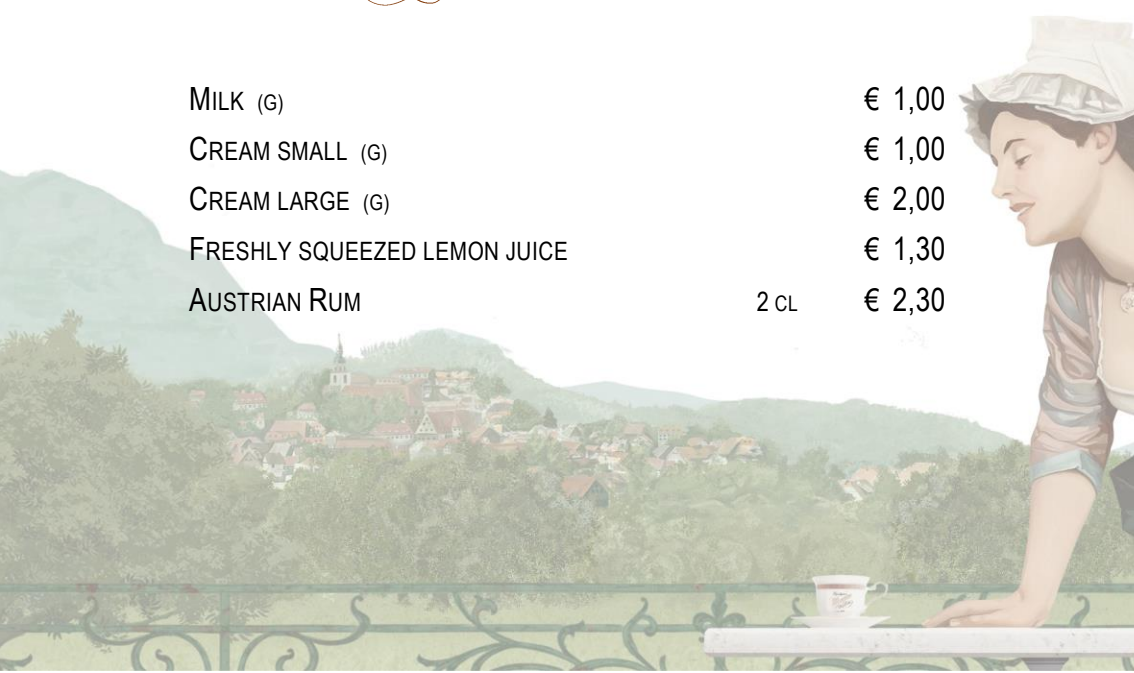 MILK (G) € 1,00
CREAM SMALL (G) € 1,00
CREAM LARGE (G) € 2,00
FRESHLY SQUEEZED LEMON JUICE € 1,30
AUSTRIAN RUM 2 CL € 2,30